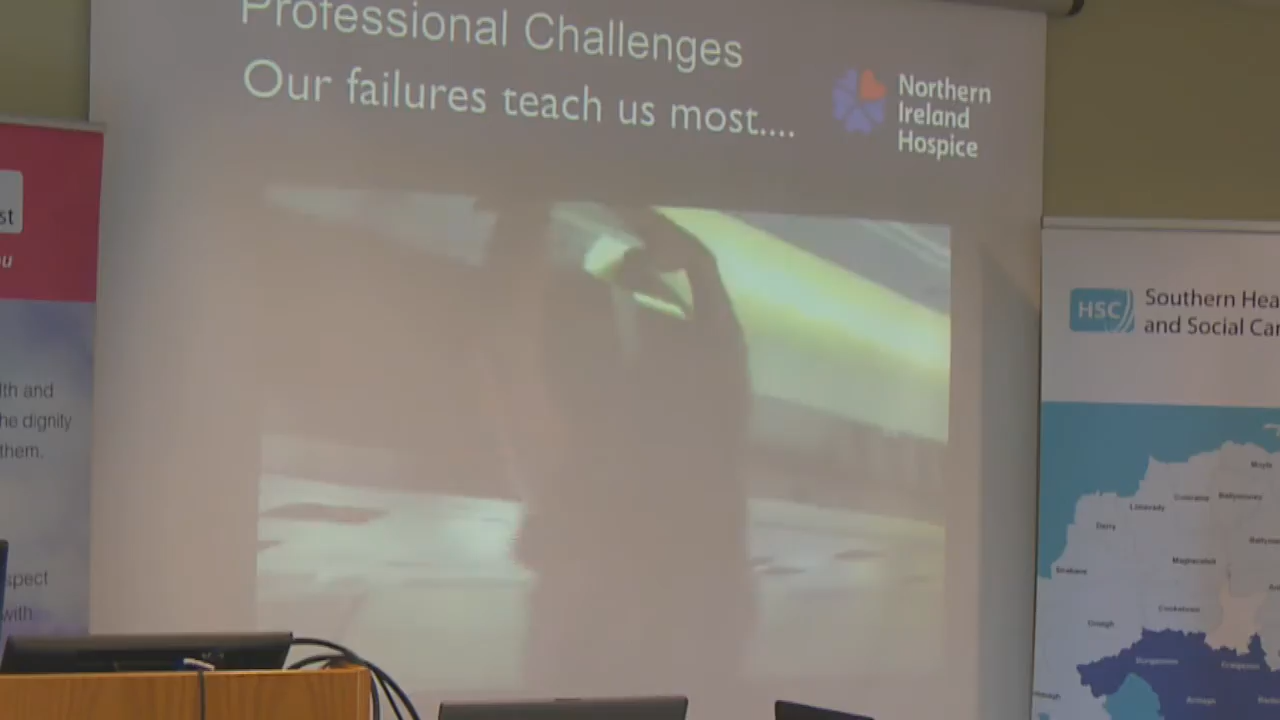 Professional Challenges
Our failures teach us most....
Northern
Ireland
Hospice
st
lth and
he dignity
them.
spect
with
HSC
Southern Hea
and Social Car
Moyle
Coleraine
Ballymoney
Limavady
Derry
Magherafelt
Strabane
Cookstown
Omagh
Dungannon
Craigavon
Armagh